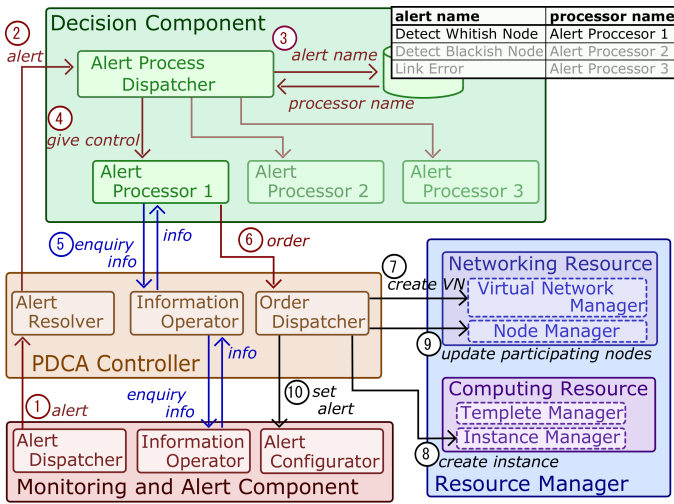 Decision Component
alert name processor name
Detect Whitish Node Alert Proccesor 1
Detect Blackish Node Alert Processor 2
Link Error Alert Processor 3
2
alert
Alert Process
Dispatcher
3
alert name
processor name
4
give control
Alert
Processor 1
Alert
Processor 2
Alert
Processor 3
5
enquiry
info
info
6
order
7
create VN
Networking Resource
Virtual Network
Manager
Node Manager
Alert
Resolver
Information
Operator
Order
Dispatcher
PDCA Controller
info
9
update participating nodes
1
alert
enquiry
info
10
set
alert
Computing Resource
Templete Manager
Instance Manager
8
create instance
Alert
Dispatcher
Information
Operator
Alert
Configurator
Monitoring and Alert Component
Resource Manager